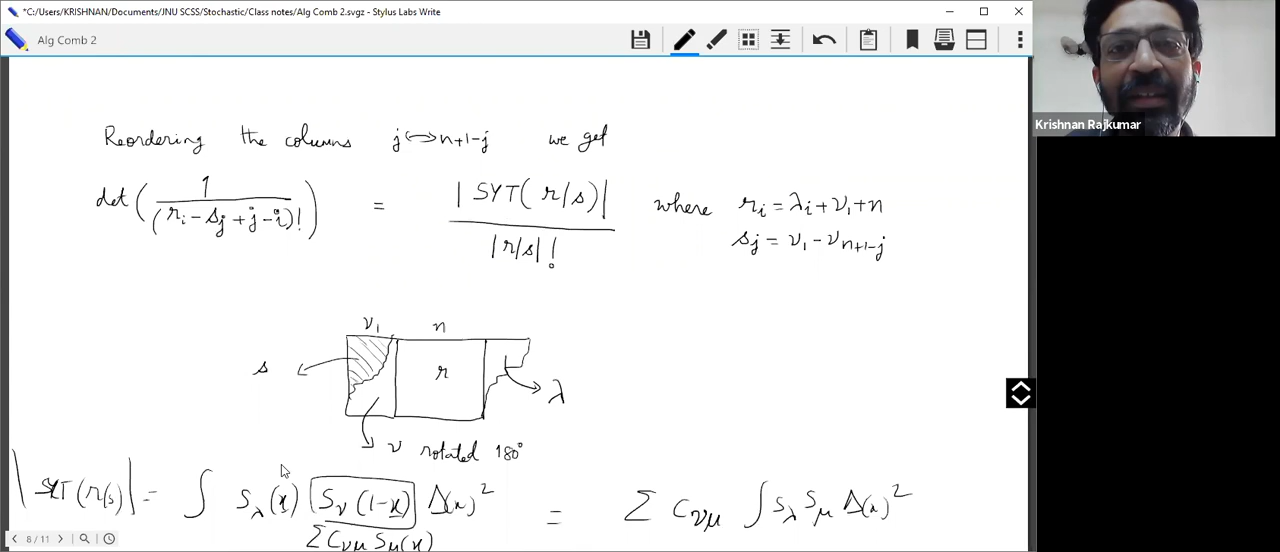 *C:/Users/KRISHNAN/Documents/JNU SCSS/Stochastic/Class notes/Alg Comb 2.svgz - Stylus Labs Write
Alg Comb 2
Krishnan Rajkumar
Reordering the columns j↔n+1-j we get
det(1/(r_i - s_j + j - i)!) = |SYT(r/s)| / |r/s|! where r_i = λ_i + ν_1 + n
s_j = ν_1 - ν_{n+1-j}
ν_1 n
s r λ
ν rotated 180°
|SYT(r/s)| = ∫ S_λ(x) S_ν(1-x) Δ(x)^2 = Σ C_{νμ} ∫ S_λ S_μ Δ(x)^2
Σ C_{νμ} S_μ(x)
8 / 11